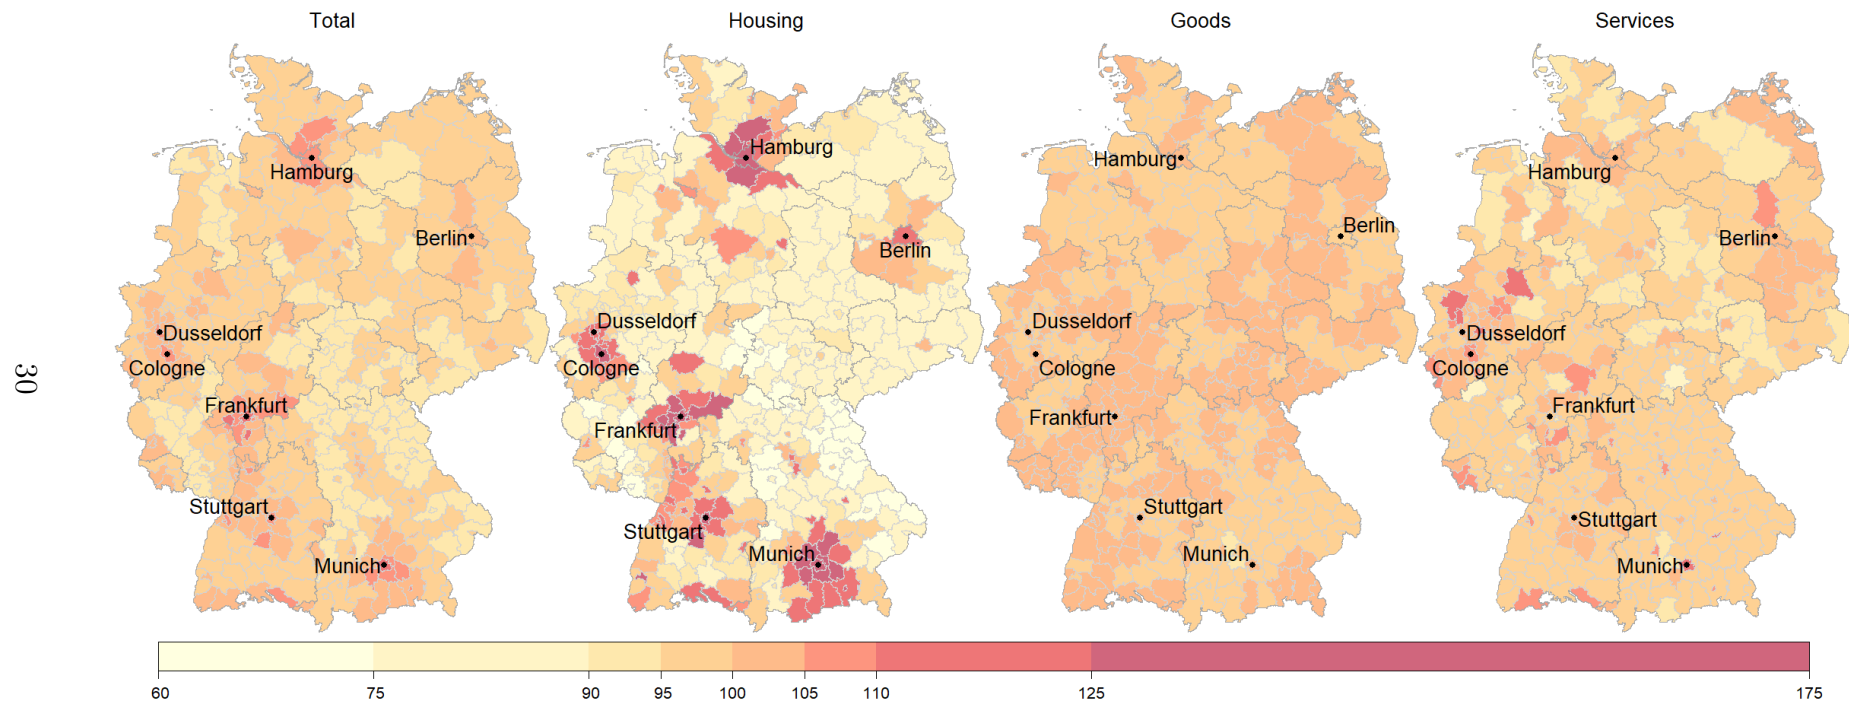 Total Housing Goods Services
Hamburg
Berlin
Dusseldorf
Cologne
Frankfurt
Stuttgart
Munich
Hamburg
Berlin
Dusseldorf
Cologne
Frankfurt
Stuttgart
Munich
Hamburg
Berlin
Dusseldorf
Cologne
Frankfurt
Stuttgart
Munich
Hamburg
Berlin
Dusseldorf
Cologne
Frankfurt
Stuttgart
Munich
60 75 90 95 100 105 110 125 175
30